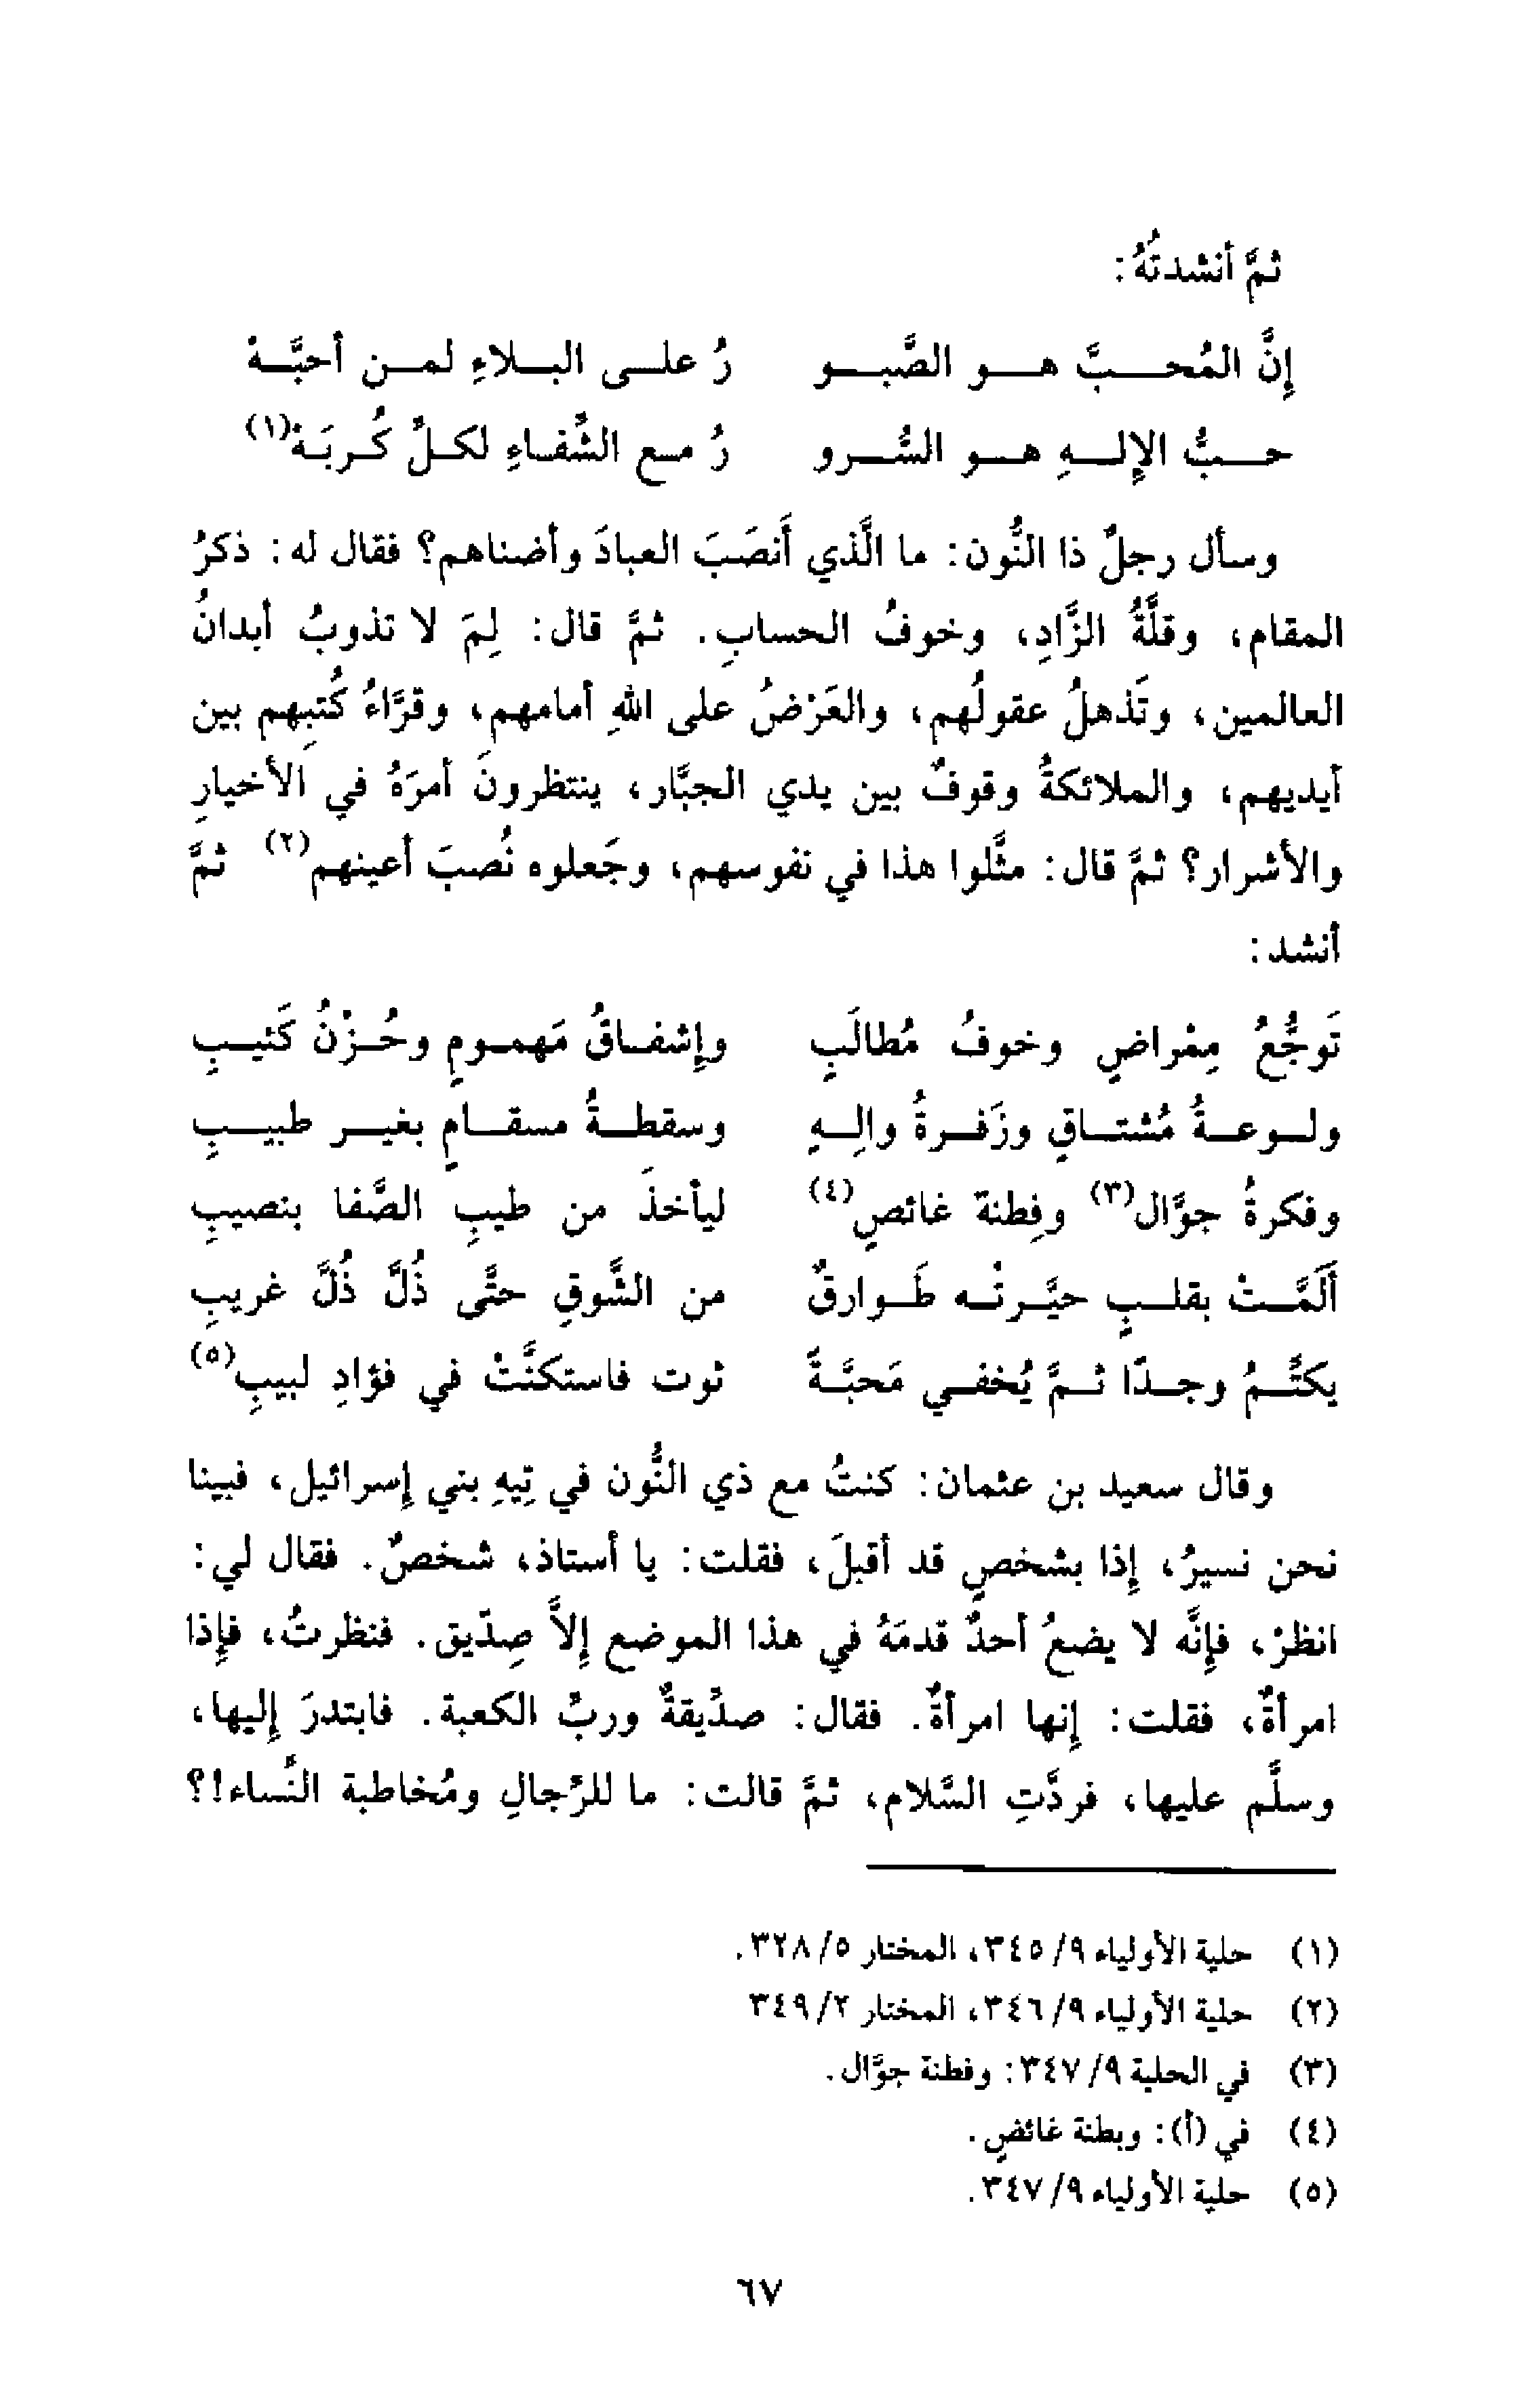 ثمَّ أنشدتُهُ:
إنَّ المُحبَّ هو الصَّبو رُ على البلاءِ لمن أحبَّهْ
حبُّ الإلهِ هو السُّرو رُ مع الشِّفاءِ لكلِّ كُربَهْ(١)
وسأل رجلٌ ذا النُّون: ما الَّذي أَنصَبَ العبادَ وأضناهم؟ فقال له: ذكرُ
المقام، وقلَّةُ الزَّادِ، وخوفُ الحسابِ. ثمَّ قال: لِمَ لا تذوبُ أبدانُ
العالمين، وتَذهلُ عقولُهم، والعَرْضُ على اللهِ أمامهم، وقرَّاءُ كُتبِهم بين
أيديهم، والملائكةُ وقوفٌ بين يدي الجبَّار، ينتظرونَ أمرَهُ في الأخيارِ
والأشرار؟ ثمَّ قال: مثِّلوا هذا في نفوسهم، وجَعلوه نُصبَ أعينهم(٢) ثمَّ
أنشد:
تَوجُّعُ مِمْراضٍ وخوفُ مُطالَبٍ وإشفاقُ مَهمومٍ وحُزْنُ كَئيبِ
ولوعةُ مُشتاقٍ وزَفرةُ والِهٍ وسقطةُ مسقامٍ بغير طبيبِ
وفكرةُ جوَّال(٣) وفِطنة غائصٍ(٤) ليأخذَ من طيبِ الصَّفا بنصيبِ
أَلَمَّتْ بقلبٍ حيَّرتْه طَوارقٌ من الشَّوقِ حتَّى ذُلَّ ذُلَّ غريبِ
يكتِّمُ وجدًا ثمَّ يُخفي مَحبَّةً ثوت فاستكنَّتْ في فؤادِ لبيبِ(٥)
وقال سعيد بن عثمان: كنتُ مع ذي النُّون في تِيهِ بني إسرائيل، فبينا
نحن نسيرُ، إذا بشخصٍ قد أقبلَ، فقلت: يا أستاذ، شخصٌ. فقال لي:
انظرْ، فإنَّه لا يضعُ أحدٌ قدمَهُ في هذا الموضع إلاَّ صِدّيق. فنظرتُ، فإذا
امرأةٌ، فقلت: إنها امرأةٌ. فقال: صدِّيقةٌ وربِّ الكعبة. فابتدرَ إليها،
وسلَّم عليها، فردَّتِ السَّلام، ثمَّ قالت: ما للرِّجالِ ومُخاطبة النِّساء!؟
(١) حلية الأولياء ٩/ ٣٤٥، المختار ٥/ ٣٢٨.
(٢) حلية الأولياء ٩/ ٣٤٦، المختار ٢/ ٣٤٩
(٣) في الحلية ٩/ ٣٤٧: وفطنة جوَّال.
(٤) في (أ): وبطنة غائضٍ.
(٥) حلية الأولياء ٩/ ٣٤٧.
٦٧